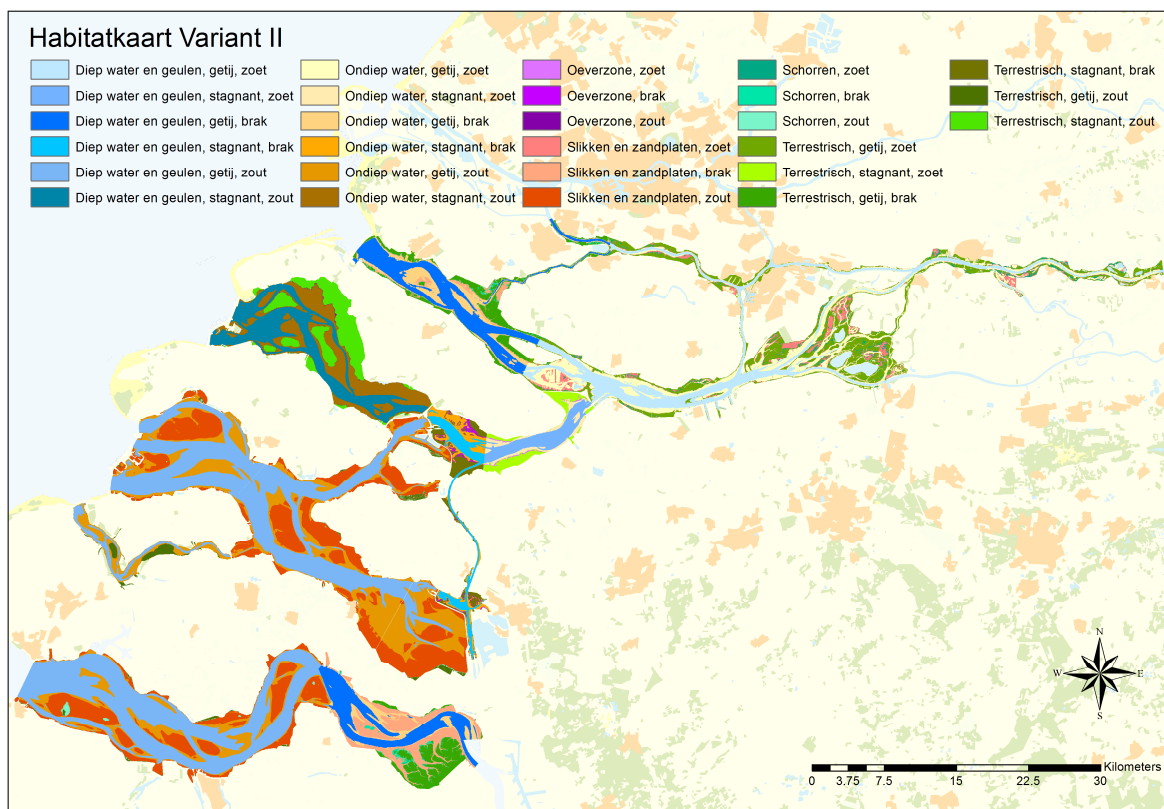 Habitatkaart Variant II
Diep water en geulen, getij, zoet
Diep water en geulen, stagnant, zoet
Diep water en geulen, getij, brak
Diep water en geulen, stagnant, brak
Diep water en geulen, getij, zout
Diep water en geulen, stagnant, zout
Ondiep water, getij, zoet
Ondiep water, stagnant, zoet
Ondiep water, getij, brak
Ondiep water, stagnant, brak
Ondiep water, getij, zout
Ondiep water, stagnant, zout
Oeverzone, zoet
Oeverzone, brak
Oeverzone, zout
Slikken en zandplaten, zoet
Slikken en zandplaten, brak
Slikken en zandplaten, zout
Schorren, zoet
Schorren, brak
Schorren, zout
Terrestrisch, getij, zoet
Terrestrisch, stagnant, zoet
Terrestrisch, getij, brak
Terrestrisch, stagnant, brak
Terrestrisch, getij, zout
Terrestrisch, stagnant, zout
N
W E
S
Kilometers
0 3.75 7.5 15 22.5 30